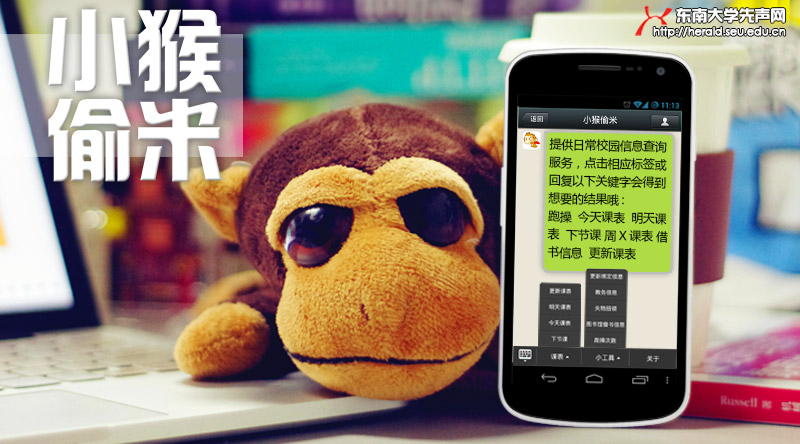 小猴
偷米
东南大学先声网
http://herald.seu.edu.cn
11:13
返回
小猴偷米
提供日常校园信息查询
服务，点击相应标签或
回复以下关键字会得到
想要的结果哦：
跑操 今天课表 明天课
表 下节课 周 X 课表 借
书信息 更新课表
更新绑定信息
教务信息
失物招领
图书馆借书信息
跑操次数
更新课表
明天课表
今天课表
下节课
课表
小工具
关于
Russell